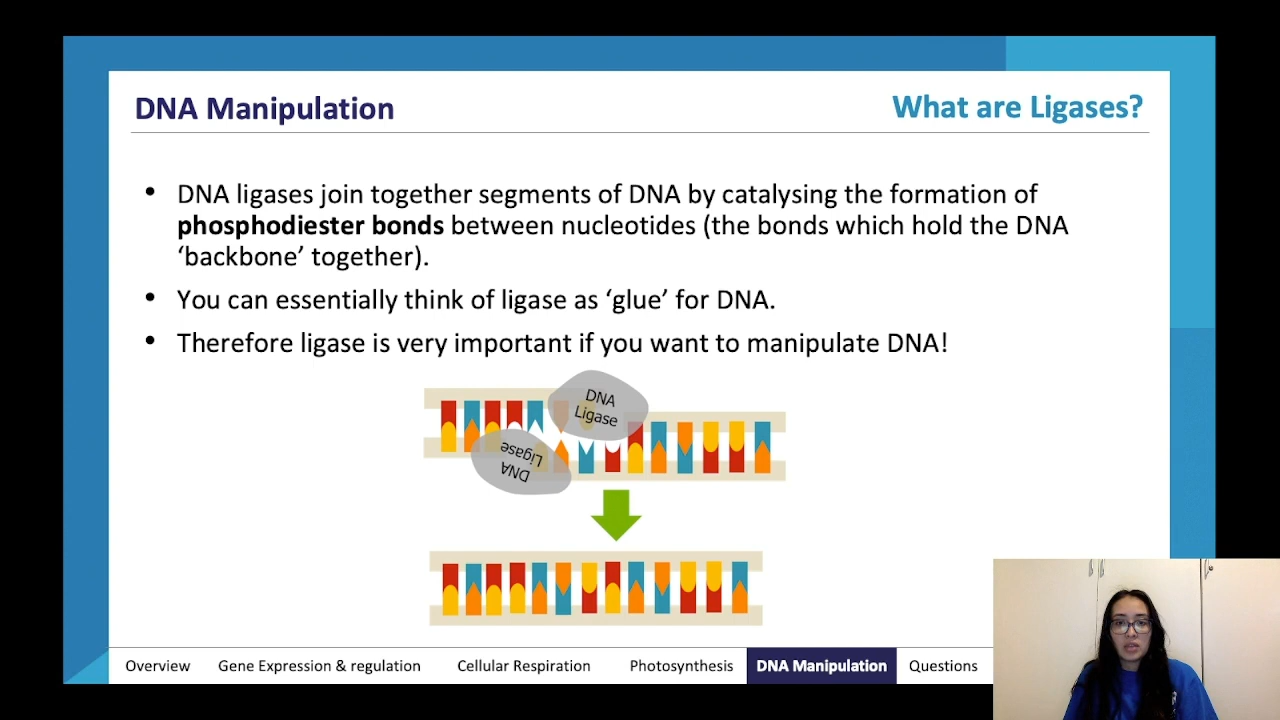 DNA Manipulation
What are Ligases?
• DNA ligases join together segments of DNA by catalysing the formation of
phosphodiester bonds between nucleotides (the bonds which hold the DNA
‘backbone’ together).
• You can essentially think of ligase as ‘glue’ for DNA.
• Therefore ligase is very important if you want to manipulate DNA!
DNA
Ligase
DNA
Ligase
Overview
Gene Expression & regulation
Cellular Respiration
Photosynthesis
DNA Manipulation
Questions